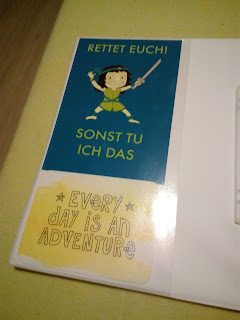 RETTET EUCH!
SONST TU
ICH DAS
EVERY
day is an
ADVENTURE